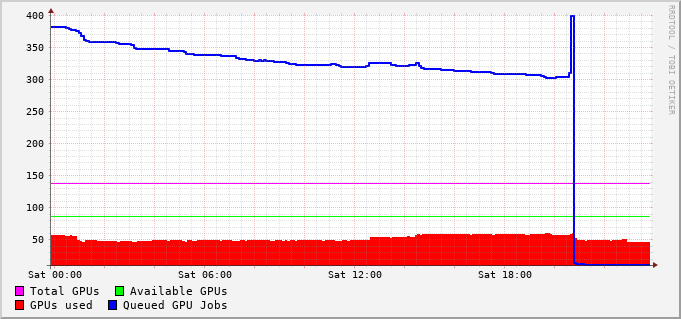 400
350
300
250
200
150
100
50
Sat 00:00 Sat 06:00 Sat 12:00 Sat 18:00
Total GPUs Available GPUs
GPUs used Queued GPU Jobs
RRDTOOL / TOBI OETIKER